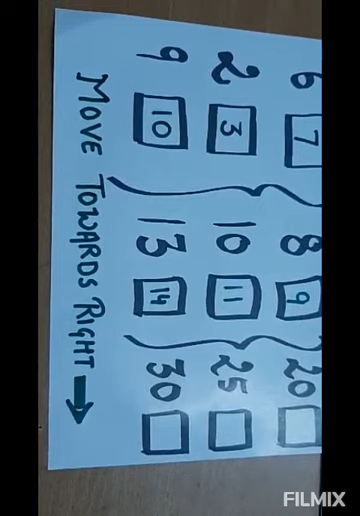 6 7 8 9 20
2 3 10 11 25
9 10 13 14 30
MOVE TOWARDS RIGHT →
FILMIX